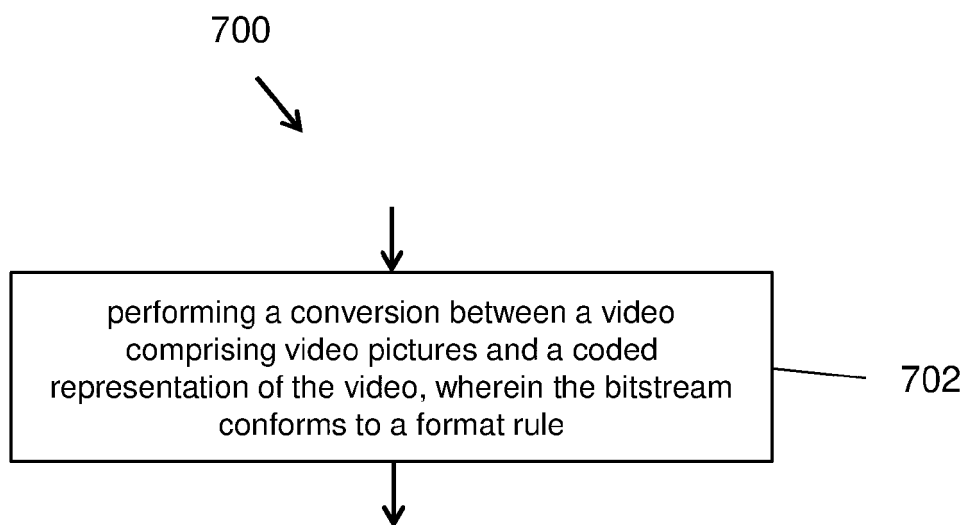 700
performing a conversion between a video
comprising video pictures and a coded
representation of the video, wherein the bitstream
conforms to a format rule
702